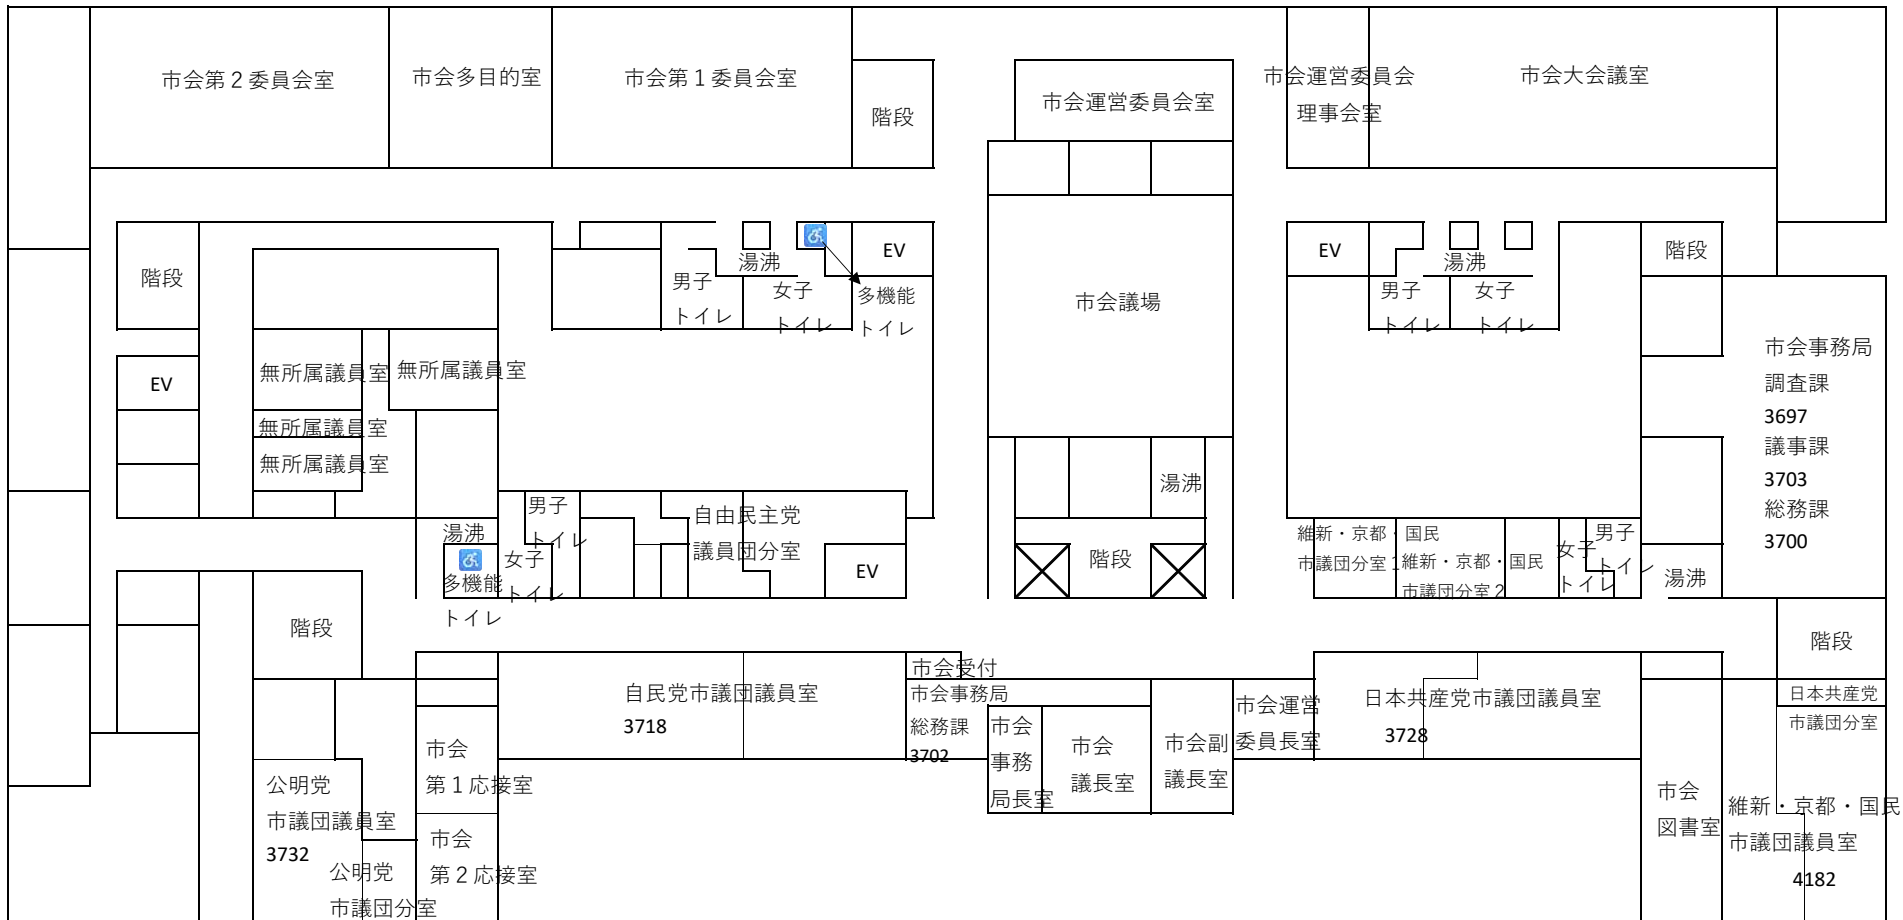 市会第２委員会室
市会多目的室
市会第１委員会室
階段
市会運営委員会室
市会運営委員会
理事会室
市会大会議室
階段
男子
トイレ
湯沸
女子
トイレ
EV
多機能
トイレ
市会議場
EV
男子
トイレ
湯沸
女子
トイレ
階段
EV
無所属議員室
無所属議員室
無所属議員室
無所属議員室
市会事務局
調査課
3697
議事課
3703
総務課
3700
湯沸
多機能
トイレ
男子
トイレ
女子
トイレ
自由民主党
議員団分室
EV
湯沸
階段
維新・京都・国民
市議団分室１
維新・京都・国民
市議団分室２
女子
トイレ
男子
トイレ
湯沸
階段
自民党市議団議員室
3718
市会受付
市会事務局
総務課
3702
市会
事務
局長室
市会
議長室
市会副
議長室
市会運営
委員長室
日本共産党市議団議員室
3728
階段
日本共産党
市議団分室
公明党
市議団議員室
3732
公明党
市議団分室
市会
第１応接室
市会
第２応接室
市会
図書室
維新・京都・国民
市議団議員室
4182